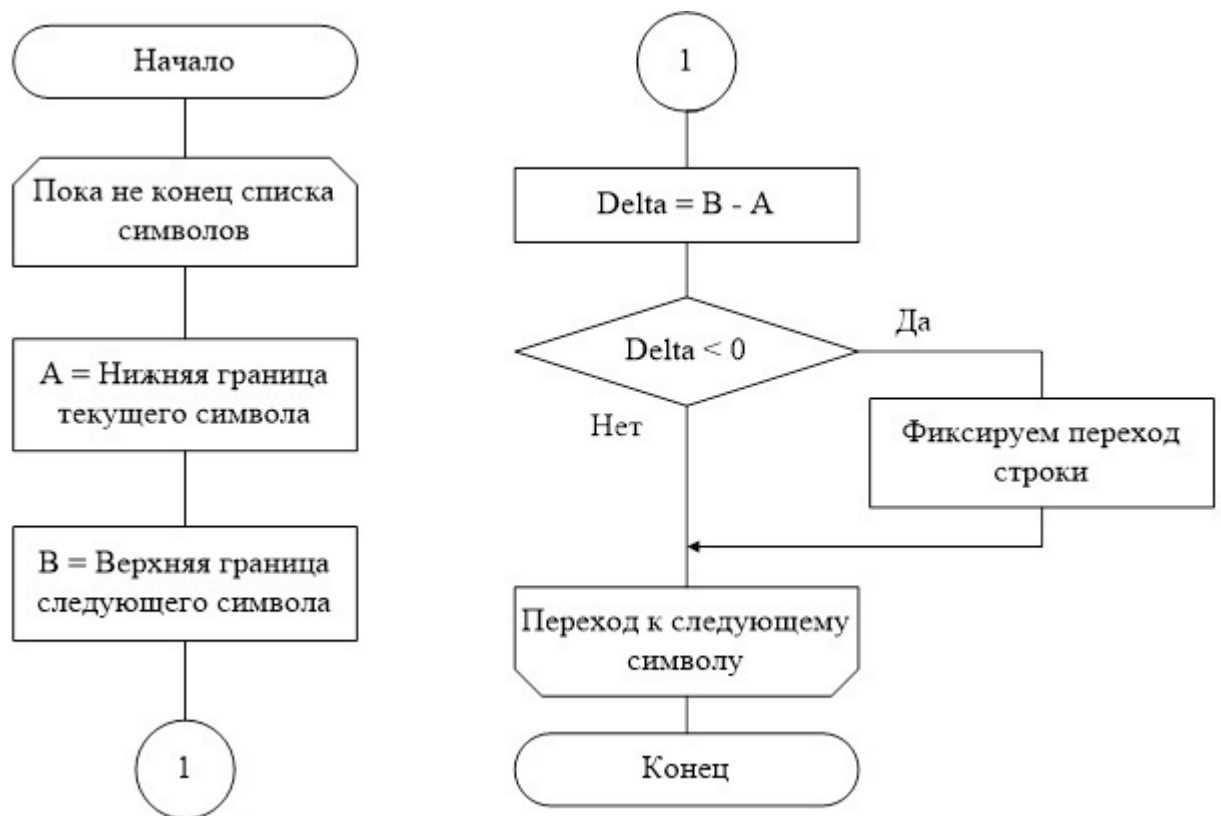 Начало
Пока не конец списка
символов
A = Нижняя граница
текущего символа
B = Верхняя граница
следующего символа
1
1
Delta = B - A
Delta < 0
Да
Нет
Фиксируем переход
строки
Переход к следующему
символу
Конец